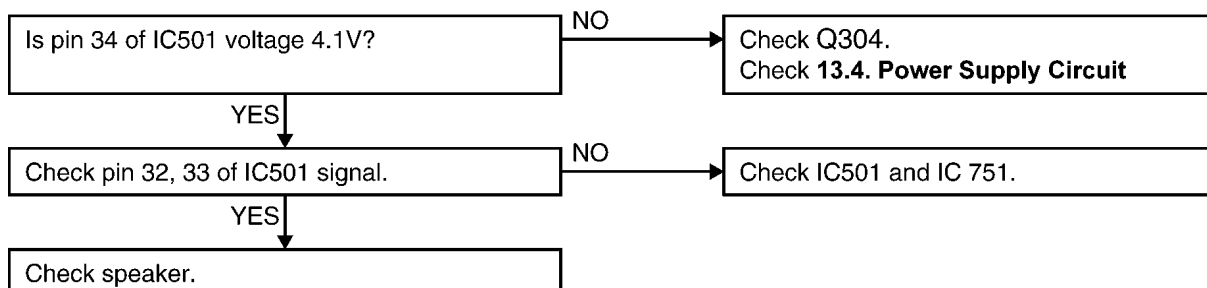 Is pin 34 of IC501 voltage 4.1V?
NO
Check Q304.
Check 13.4. Power Supply Circuit
YES
Check pin 32, 33 of IC501 signal.
NO
Check IC501 and IC 751.
YES
Check speaker.